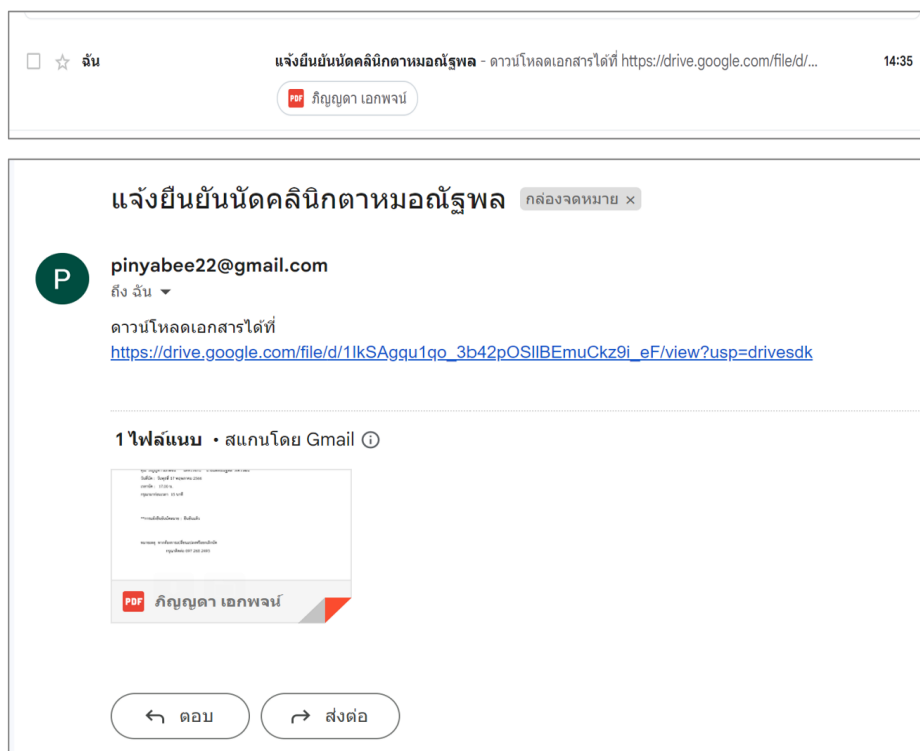 ฉัน แจ้งยืนยันนัดคลินิกตาหมอณัฐพล - ดาวน์โหลดเอกสารได้ที่ https://drive.google.com/file/d/... 14:35
PDF ภิญญดา เอกพจน์
แจ้งยืนยันนัดคลินิกตาหมอณัฐพล กล่องจดหมาย ×
P pinyabee22@gmail.com
ถึง ฉัน
ดาวน์โหลดเอกสารได้ที่
https://drive.google.com/file/d/1IkSAgqu1qo_3b42pOSllBEmuCkz9i_eF/view?usp=drivesdk
1 ไฟล์แนบ • สแกนโดย Gmail
PDF ภิญญดา เอกพจน์
ตอบ ส่งต่อ